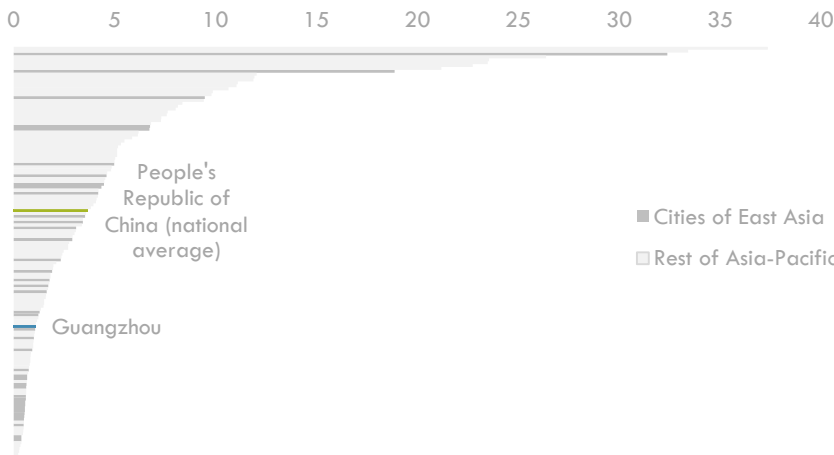 0 5 10 15 20 25 30 35 40
People's
Republic of
China (national
average)
Cities of East Asia
Rest of Asia-Pacific
Guangzhou